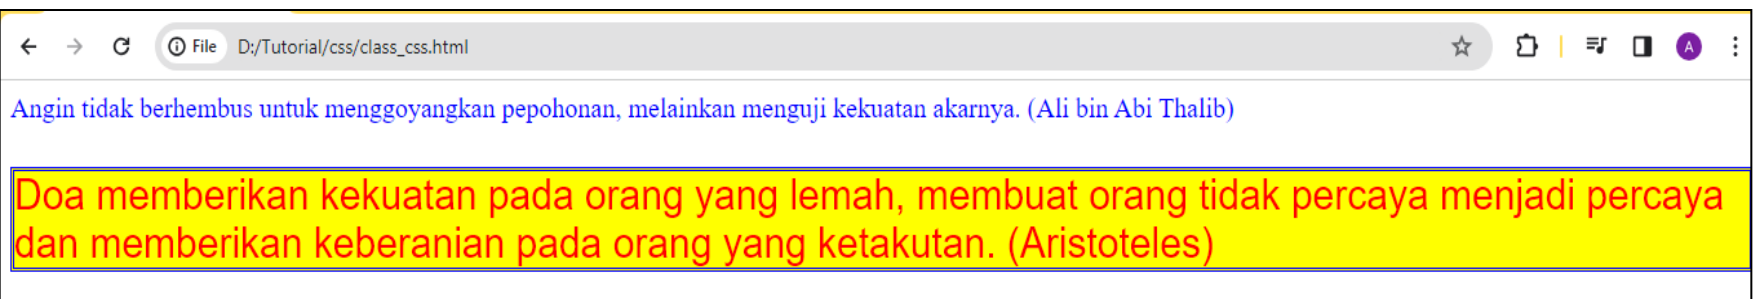 File D:/Tutorial/css/class_css.html
A
Angin tidak berhembus untuk menggoyangkan pepohonan, melainkan menguji kekuatan akarnya. (Ali bin Abi Thalib)
Doa memberikan kekuatan pada orang yang lemah, membuat orang tidak percaya menjadi percaya
dan memberikan keberanian pada orang yang ketakutan. (Aristoteles)